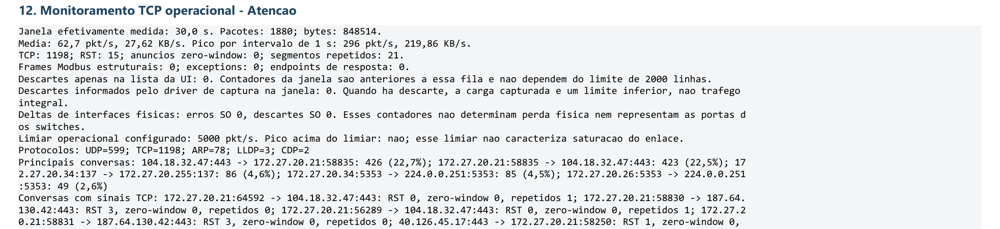 12. Monitoramento TCP operacional - Atencao
Janela efetivamente medida: 30,0 s. Pacotes: 1880; bytes: 848514.
Media: 62,7 pkt/s, 27,62 KB/s. Pico por intervalo de 1 s: 296 pkt/s, 219,86 KB/s.
TCP: 1198; RST: 15; anuncios zero-window: 0; segmentos repetidos: 21.
Frames Modbus estruturais: 0; exceptions: 0; endpoints de resposta: 0.
Descartes apenas na lista da UI: 0. Contadores da janela sao anteriores a essa fila e nao dependem do limite de 2000 linhas.
Descartes informados pelo driver de captura na janela: 0. Quando ha descarte, a carga capturada e um limite inferior, nao trafego
integral.
Deltas de interfaces fisicas: erros SO 0, descartes SO 0. Esses contadores nao determinam perda fisica nem representam as portas d
os switches.
Limiar operacional configurado: 5000 pkt/s. Pico acima do limiar: nao; esse limiar nao caracteriza saturacao do enlace.
Protocolos: UDP=599; TCP=1198; ARP=78; LLDP=3; CDP=2
Principais conversas: 104.18.32.47:443 -> 172.27.20.21:58835: 426 (22,7%); 172.27.20.21:58835 -> 104.18.32.47:443: 423 (22,5%); 17
2.27.20.34:137 -> 172.27.20.255:137: 86 (4,6%); 172.27.20.34:5353 -> 224.0.0.251:5353: 85 (4,5%); 172.27.20.26:5353 -> 224.0.0.251
:5353: 49 (2,6%)
Conversas com sinais TCP: 172.27.20.21:64592 -> 104.18.32.47:443: RST 0, zero-window 0, repetidos 1; 172.27.20.21:58830 -> 187.64.
130.42:443: RST 3, zero-window 0, repetidos 0; 172.27.20.21:56289 -> 104.18.32.47:443: RST 0, zero-window 0, repetidos 1; 172.27.2
0.21:58831 -> 187.64.130.42:443: RST 3, zero-window 0, repetidos 0; 40.126.45.17:443 -> 172.27.20.21:58250: RST 1, zero-window 0,